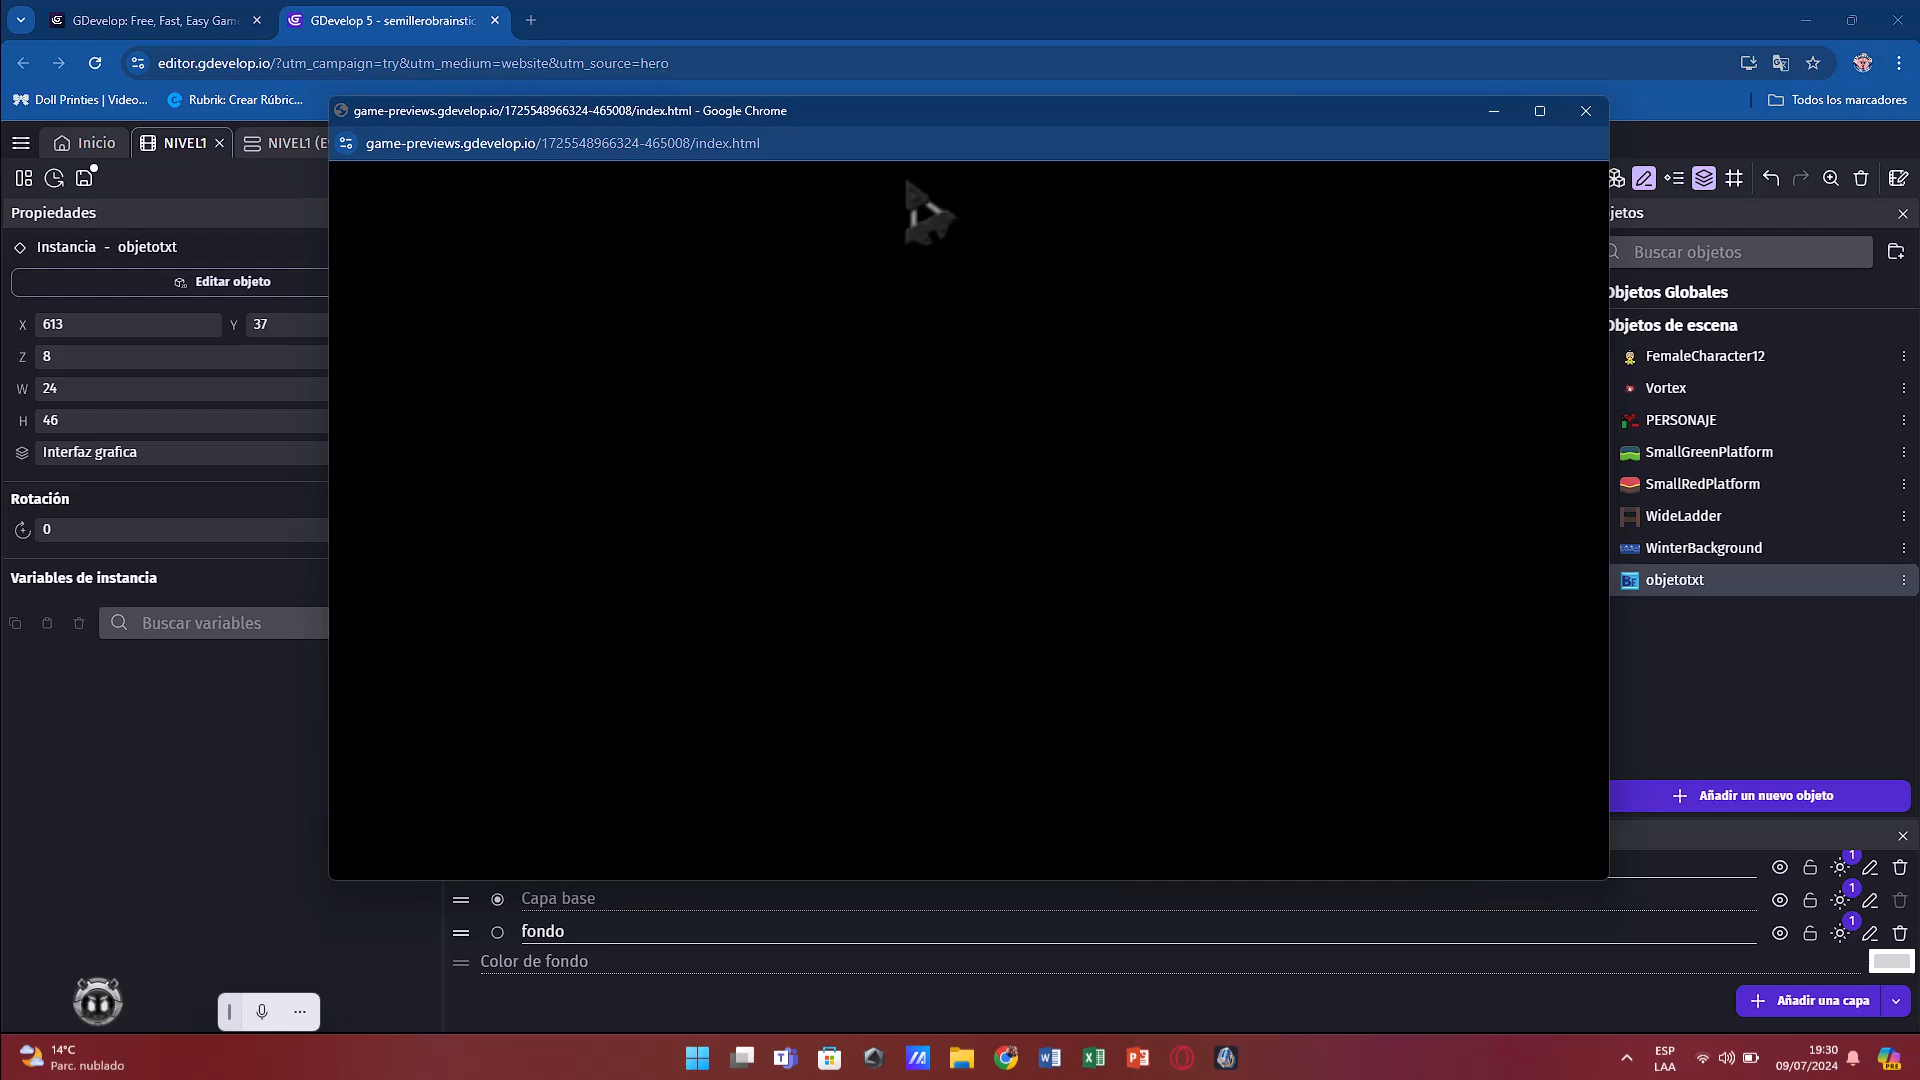 GDevelop: Free, Fast, Easy Game
GDevelop 5 - semillerobrainstic
editor.gdevelop.io/?utm_campaign=try&utm_medium=website&utm_source=hero
Doll Printies | Video...
Rubrik: Crear Rúbric...
Todos los marcadores
game-previews.gdevelop.io/1725548966324-465008/index.html - Google Chrome
game-previews.gdevelop.io/1725548966324-465008/index.html
Inicio
NIVEL1
NIVEL1 (E
Propiedades
Instancia - objetotxt
Editar objeto
X 613 Y 37
Z 8
W 24
H 46
Interfaz grafica
Rotación
0
Variables de instancia
Buscar variables
jetos
Buscar objetos
Objetos Globales
Objetos de escena
FemaleCharacter12
Vortex
PERSONAJE
SmallGreenPlatform
SmallRedPlatform
WideLadder
WinterBackground
BF objetotxt
Añadir un nuevo objeto
1
Capa base
1
fondo
1
Color de fondo
Añadir una capa
14°C
Parc. nublado
ESP
LAA
19:30
09/07/2024
PRE